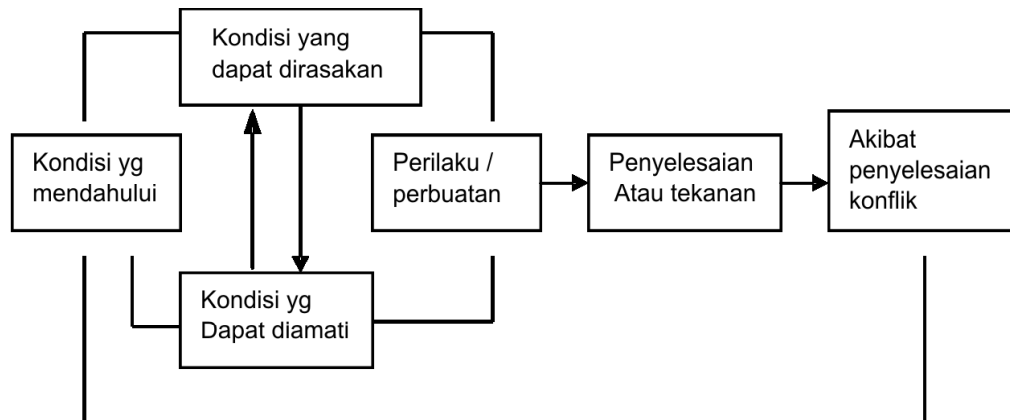 Kondisi yang
dapat dirasakan
Kondisi yg
mendahului
Perilaku /
perbuatan
Penyelesaian
Atau tekanan
Akibat
penyelesaian
konflik
Kondisi yg
Dapat diamati